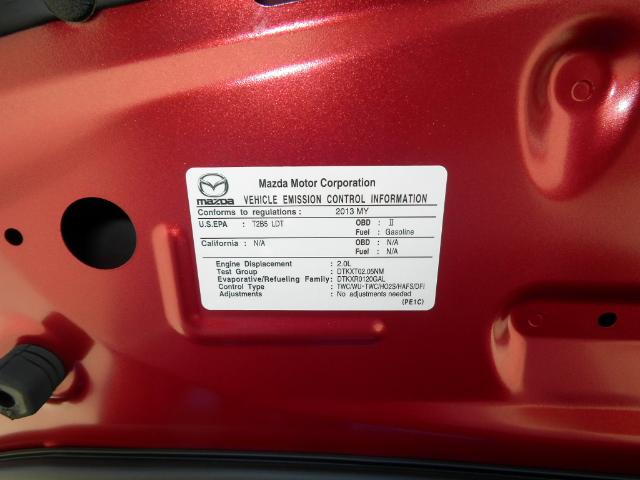 Mazda Motor Corporation
mazda VEHICLE EMISSION CONTROL INFORMATION
Conforms to regulations : 2013 MY
U.S.EPA : T2B5 LDT OBD : II
Fuel : Gasoline
California : N/A OBD : N/A
Fuel : N/A
Engine Displacement : 2.0L
Test Group : DTKXT02.05NM
Evaporative/Refueling Family: DTKXR0120GAL
Control Type : TWC/WU-TWC/HO2S/HAFS/DFI
Adjustments : No adjustments needed
(PE1C)